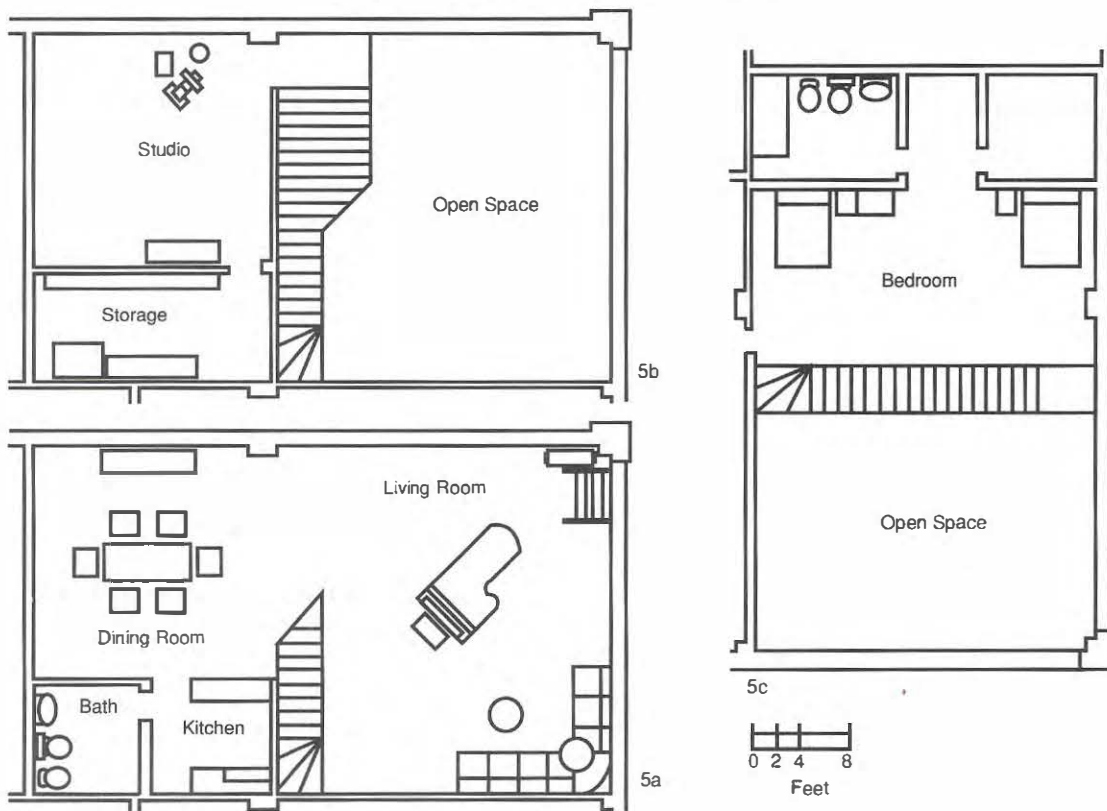 Studio
Open Space
Storage
5b
Living Room
Dining Room
Bath
Kitchen
5a
Bedroom
Open Space
5c
0 2 4 8
Feet